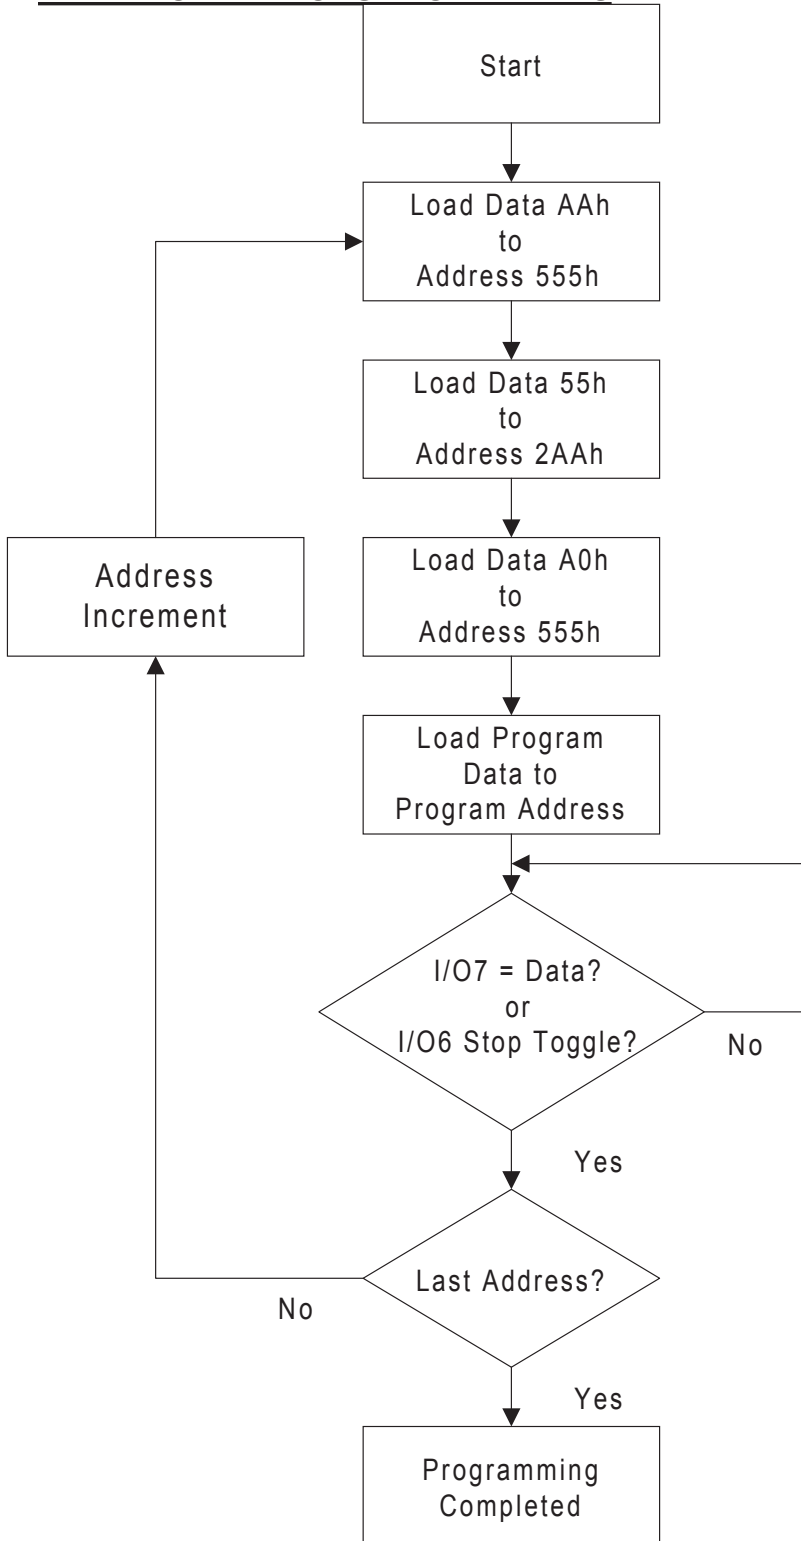 Start
Load Data AAh
to
Address 555h
Load Data 55h
to
Address 2AAh
Load Data A0h
to
Address 555h
Address
Increment
Load Program
Data to
Program Address
I/O7 = Data?
or
I/O6 Stop Toggle?
No
Yes
Last Address?
No
Yes
Programming
Completed